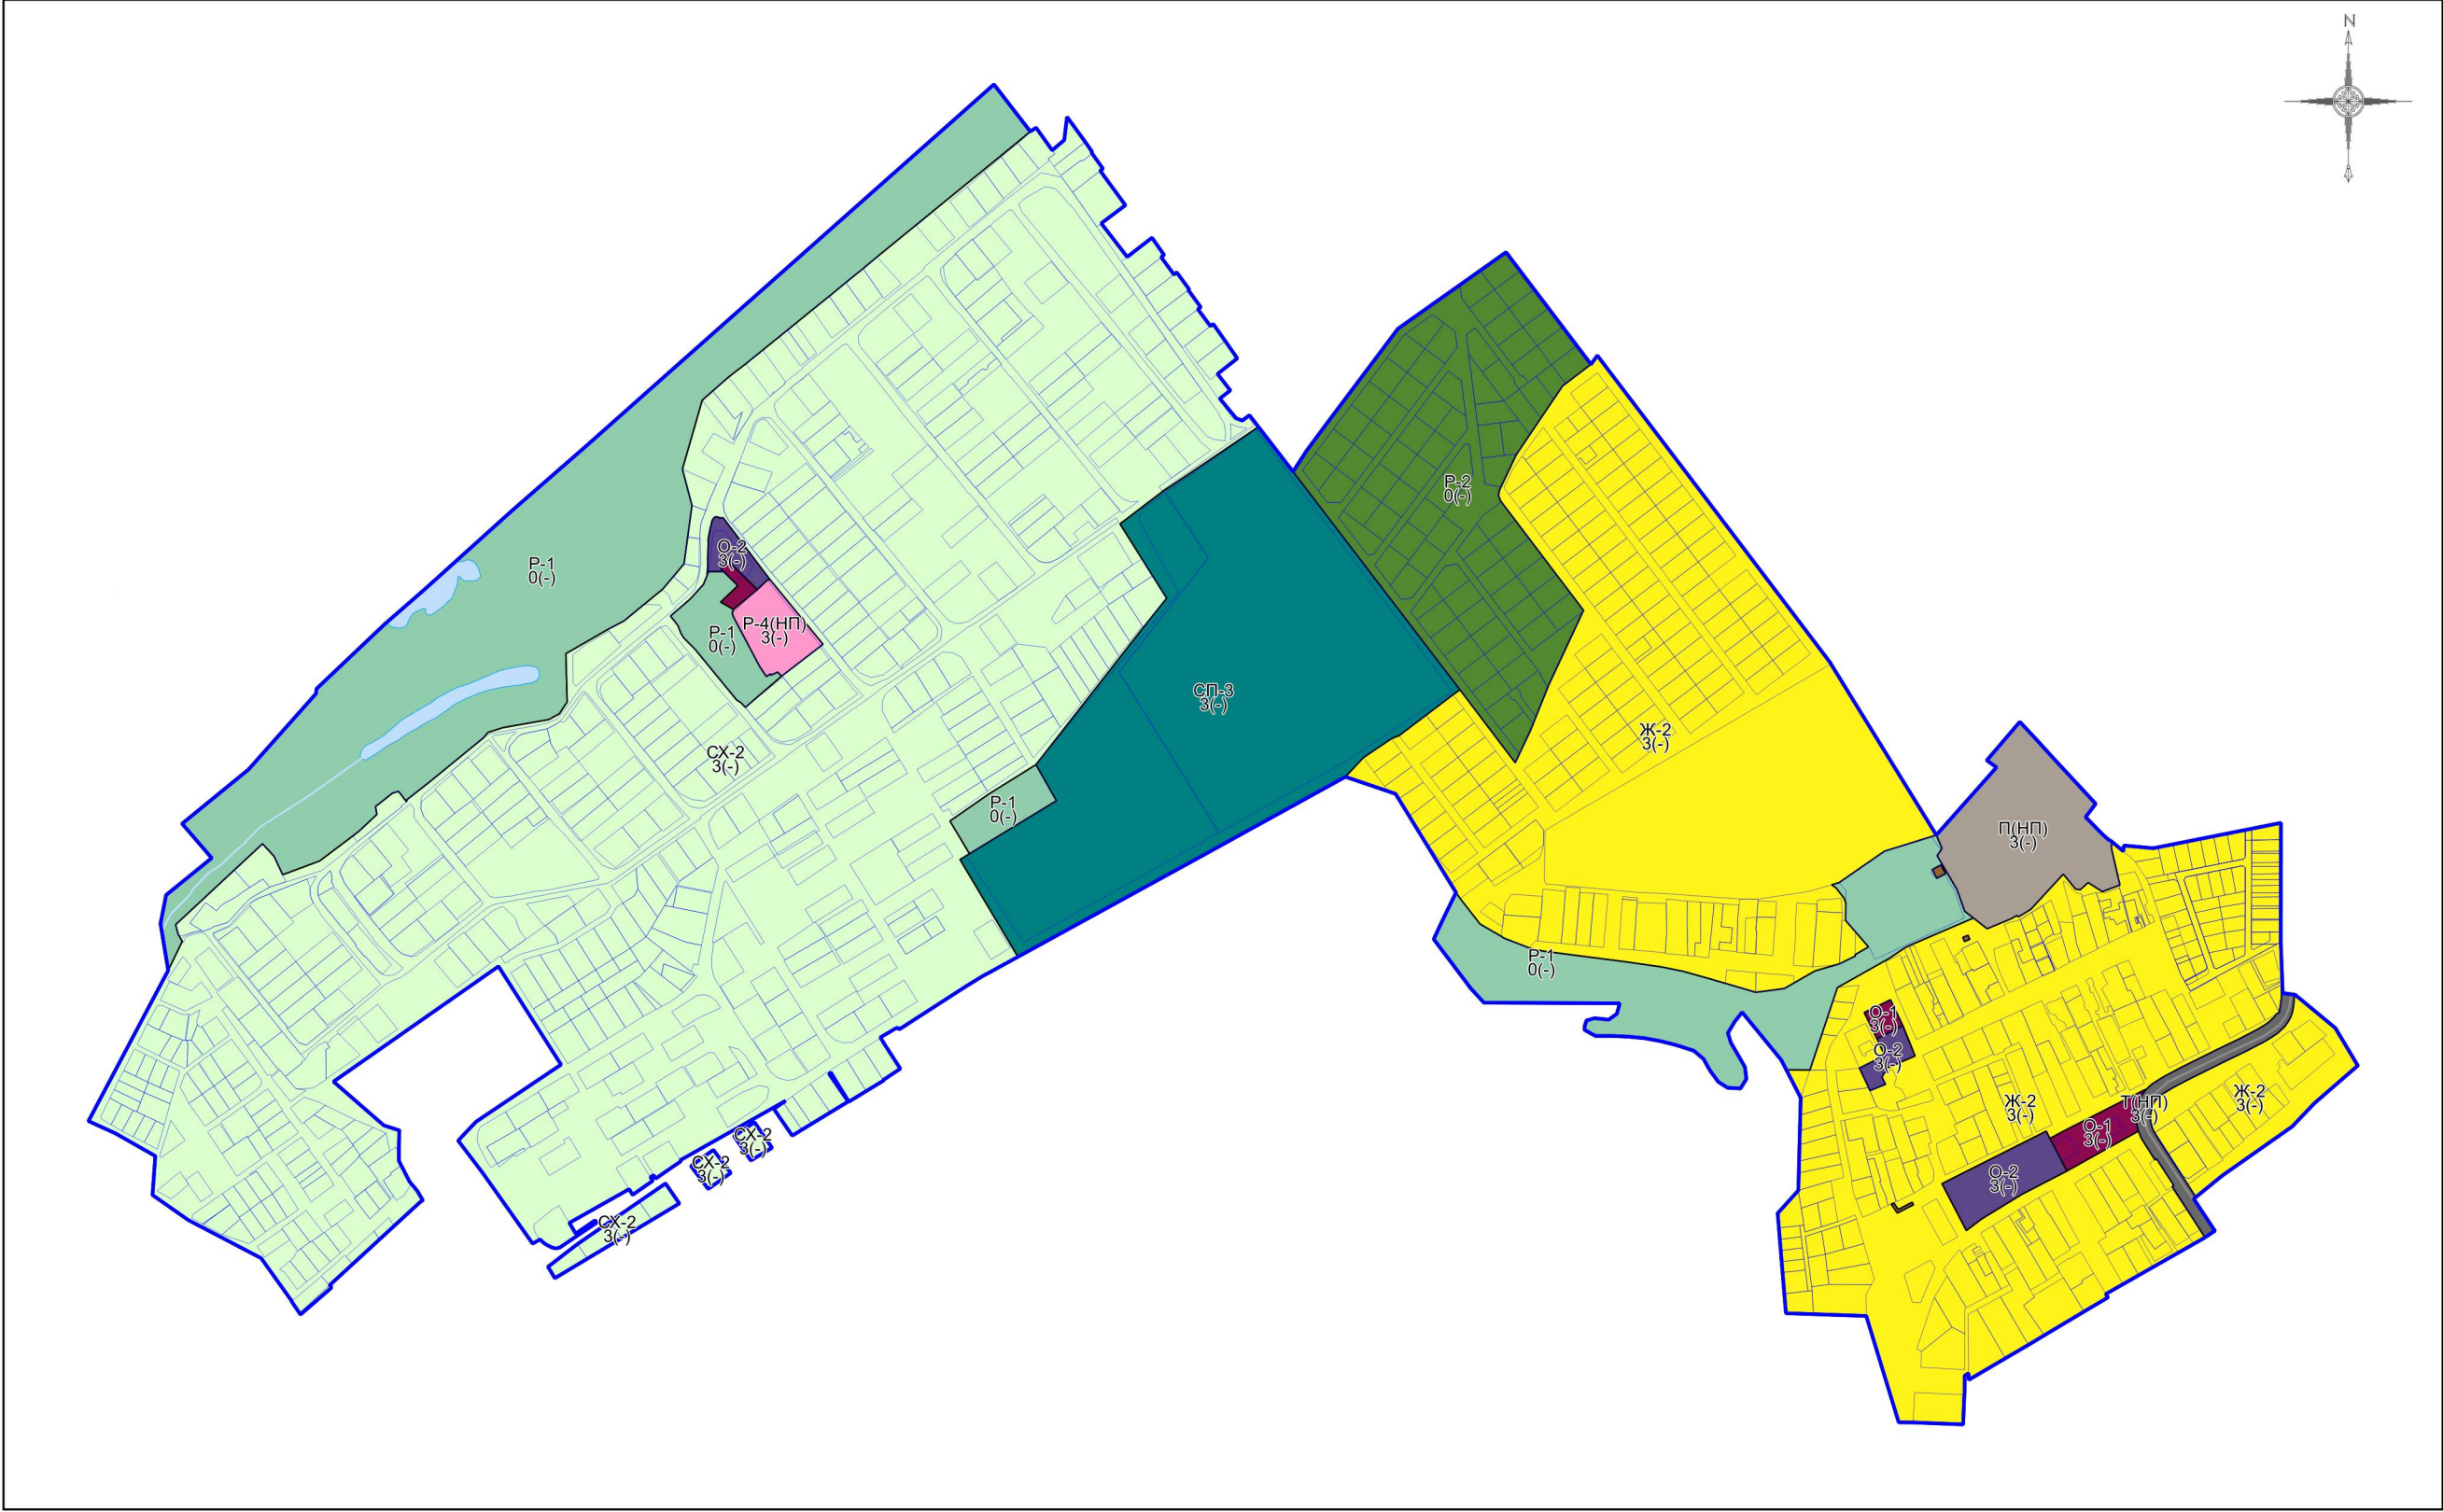 N
Р-2
0(-)
О-2
3(-)
Р-1
0(-)
Р-4(НП)
3(-)
Р-1
0(-)
СП-3
3(-)
Ж-2
3(-)
СХ-2
3(-)
Р-1
0(-)
П(НП)
3(-)
Р-1
0(-)
О-1
3(-)
О-2
3(-)
Ж-2
3(-)
Ж-2
3(-)
Т(НП)
3(-)
О-1
3(-)
О-2
3(-)
СХ-2
3(-)
СХ-2
3(-)
СХ-2
3(-)